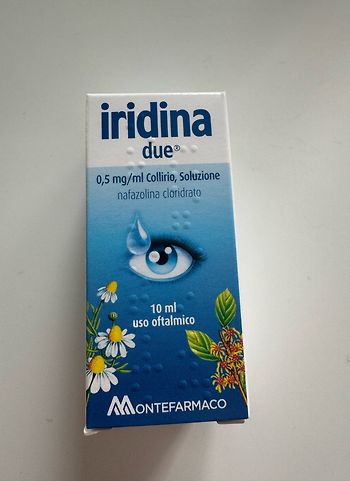 iridina
due®
0,5 mg/ml Collirio, Soluzione
nafazolina cloridrato
10 ml
uso oftalmico
MONTEFARMACO